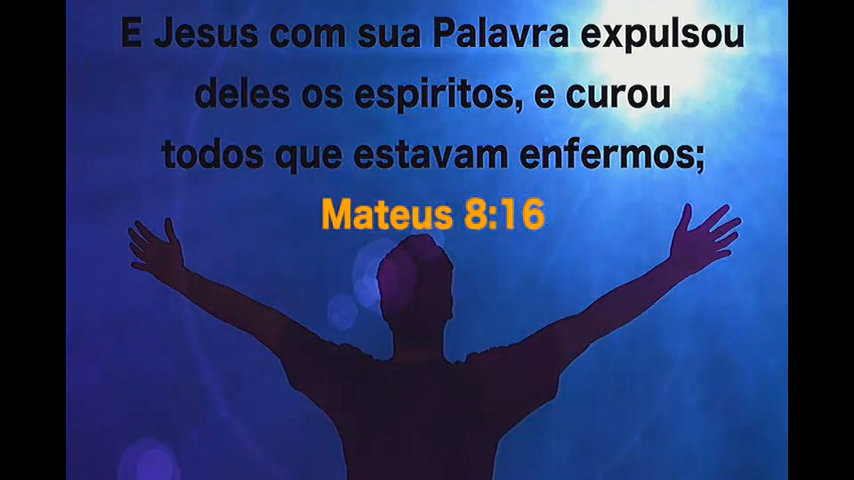 E Jesus com sua Palavra expulsou
deles os espiritos, e curou
todos que estavam enfermos;
Mateus 8:16